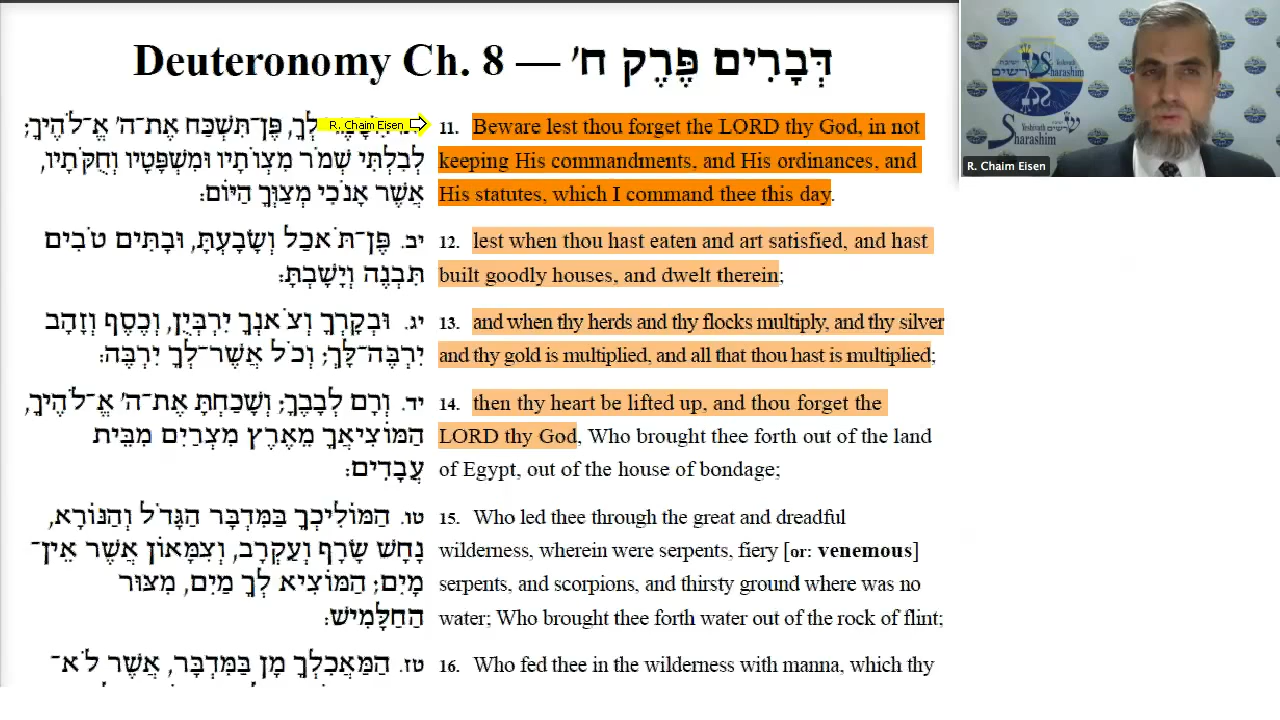 Deuteronomy Ch. 8 — דְּבָרִים פֶּרֶק ח'
לְךָ, פֶּן־תִּשְׁכַּח אֶת־ה' אֱ־לֹהֶיךָ;
לְבִלְתִּי שְׁמֹר מִצְוֹתָיו וּמִשְׁפָּטָיו וְחֻקֹּתָיו,
אֲשֶׁר אָנֹכִי מְצַוְּךָ הַיּוֹם:
R. Chaim Eisen
11. Beware lest thou forget the LORD thy God, in not
keeping His commandments, and His ordinances, and
His statutes, which I command thee this day.
יב. פֶּן־תֹּאכַל וְשָׂבָעְתָּ, וּבָתִּים טֹבִים
תִּבְנֶה וְיָשָׁבְתָּ:
12. lest when thou hast eaten and art satisfied, and hast
built goodly houses, and dwelt therein;
יג. וּבְקָרְךָ וְצֹאנְךָ יִרְבְּיֻן, וְכֶסֶף וְזָהָב
יִרְבֶּה־לָּךְ; וְכֹל אֲשֶׁר־לְךָ יִרְבֶּה:
13. and when thy herds and thy flocks multiply, and thy silver
and thy gold is multiplied, and all that thou hast is multiplied;
יד. וְרָם לְבָבֶךָ; וְשָׁכַחְתָּ אֶת־ה' אֱ־לֹהֶיךָ,
הַמּוֹצִיאֲךָ מֵאֶרֶץ מִצְרַיִם מִבֵּית
עֲבָדִים:
14. then thy heart be lifted up, and thou forget the
LORD thy God, Who brought thee forth out of the land
of Egypt, out of the house of bondage;
טו. הַמּוֹלִיכְךָ בַּמִּדְבָּר הַגָּדֹל וְהַנּוֹרָא,
נָחָשׁ שָׂרָף וְעַקְרָב, וְצִמָּאוֹן אֲשֶׁר אֵין־
מָיִם; הַמּוֹצִיא לְךָ מַיִם, מִצּוּר
הַחַלָּמִישׁ:
15. Who led thee through the great and dreadful
wilderness, wherein were serpents, fiery [or: venemous]
serpents, and scorpions, and thirsty ground where was no
water; Who brought thee forth water out of the rock of flint;
טז. הַמַּאֲכִלְךָ מָן בַּמִּדְבָּר, אֲשֶׁר לֹא־
16. Who fed thee in the wilderness with manna, which thy
Yeshivath
Sharashim
ישיבת
שרשים
Yeshivath
Sharashim
R. Chaim Eisen